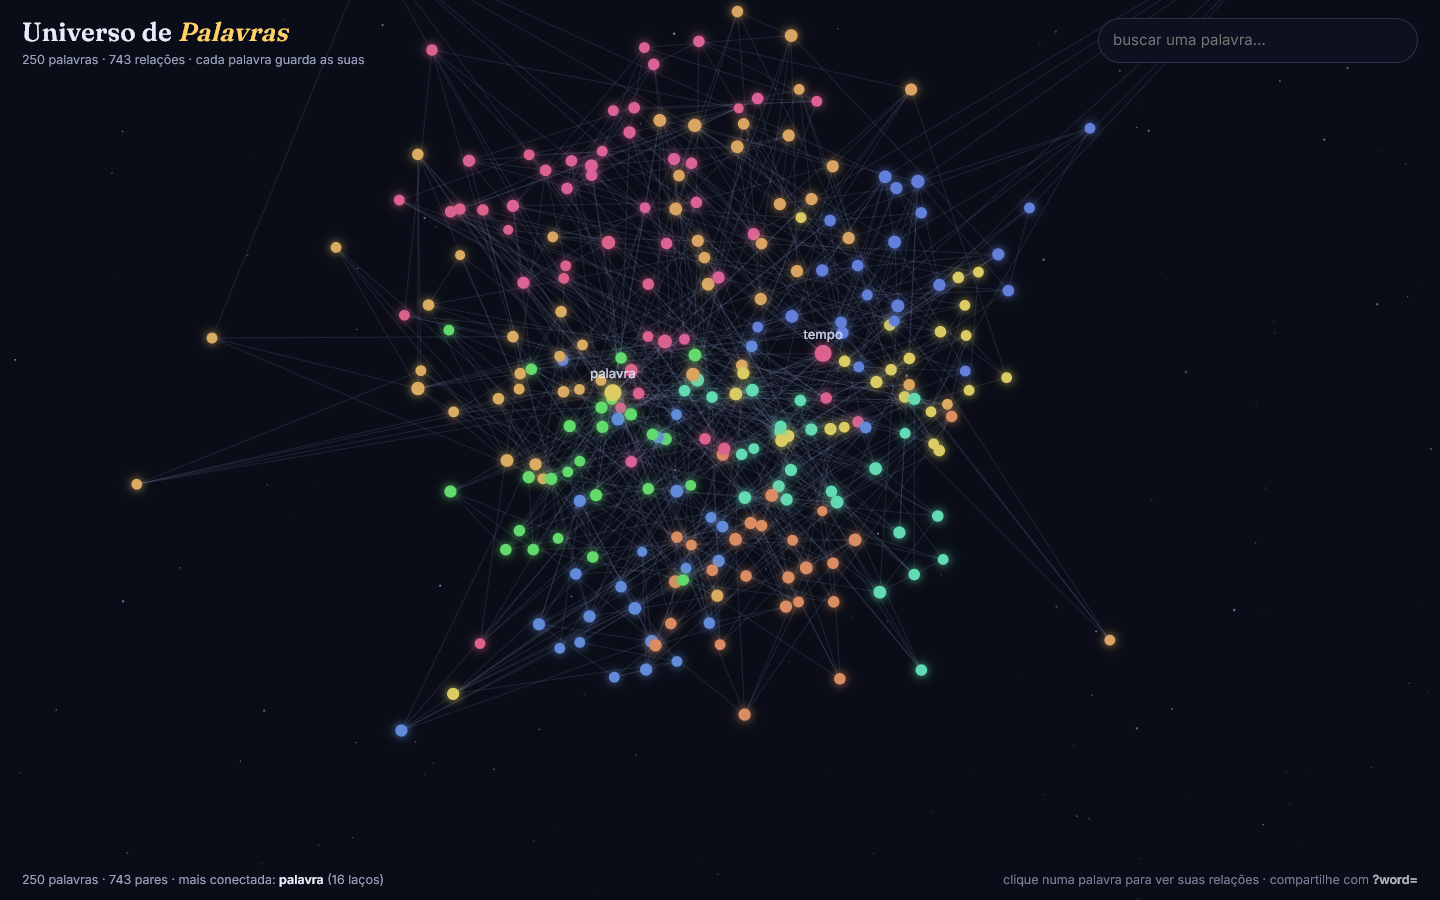 Universo de Palavras
250 palavras · 743 relações · cada palavra guarda as suas
buscar uma palavra...
tempo
palavra
250 palavras · 743 pares · mais conectada: palavra (16 laços)
clique numa palavra para ver suas relações · compartilhe com ?word=